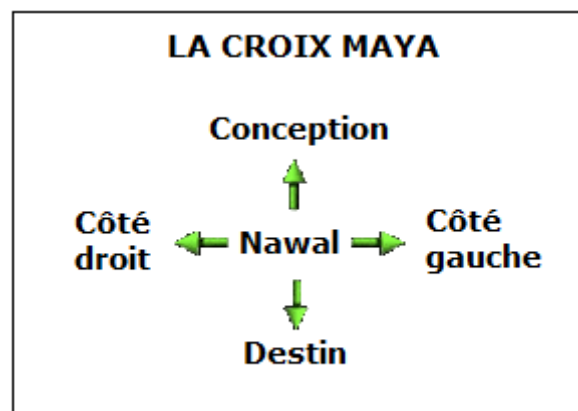 LA CROIX MAYA
Conception
Côté
droit
Nawal
Côté
gauche
Destin